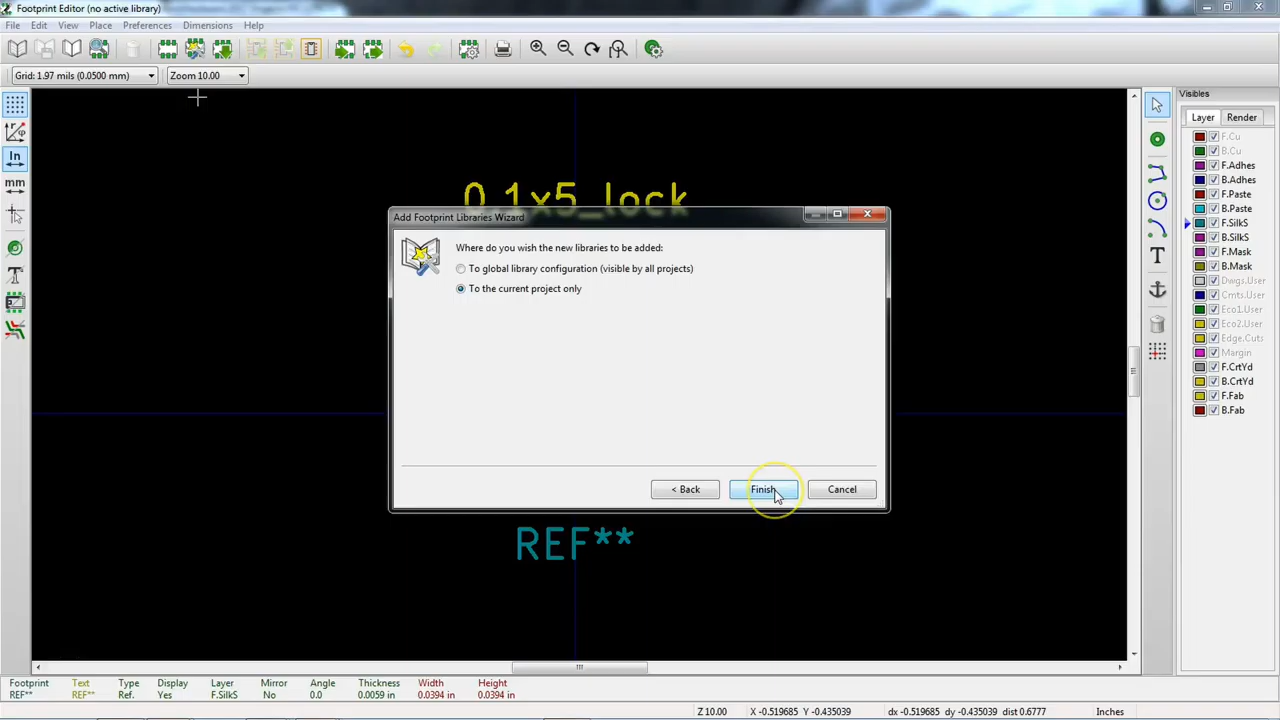 Footprint Editor (no active library)
File Edit View Place Preferences Dimensions Help
Grid: 1.97 mils (0.0500 mm) Zoom 10.00
In
mm
0.1x5_lock
Add Footprint Libraries Wizard
Where do you wish the new libraries to be added:
To global library configuration (visible by all projects)
To the current project only
< Back Finish Cancel
REF**
Visibles
Layer Render
F.Cu
B.Cu
F.Adhes
B.Adhes
F.Paste
B.Paste
F.SilkS
B.SilkS
F.Mask
B.Mask
Dwgs.User
Cmts.User
Eco1.User
Eco2.User
Edge.Cuts
Margin
F.CrtYd
B.CrtYd
F.Fab
B.Fab
Footprint Text Type Display Layer Mirror Angle Thickness Width Height
REF** REF** Ref. Yes F.SilkS No 0.0 0.0059 in 0.0394 in 0.0394 in
Z 10.00 X -0.519685 Y -0.435039 dx -0.519685 dy -0.435039 dist 0.6777 Inches